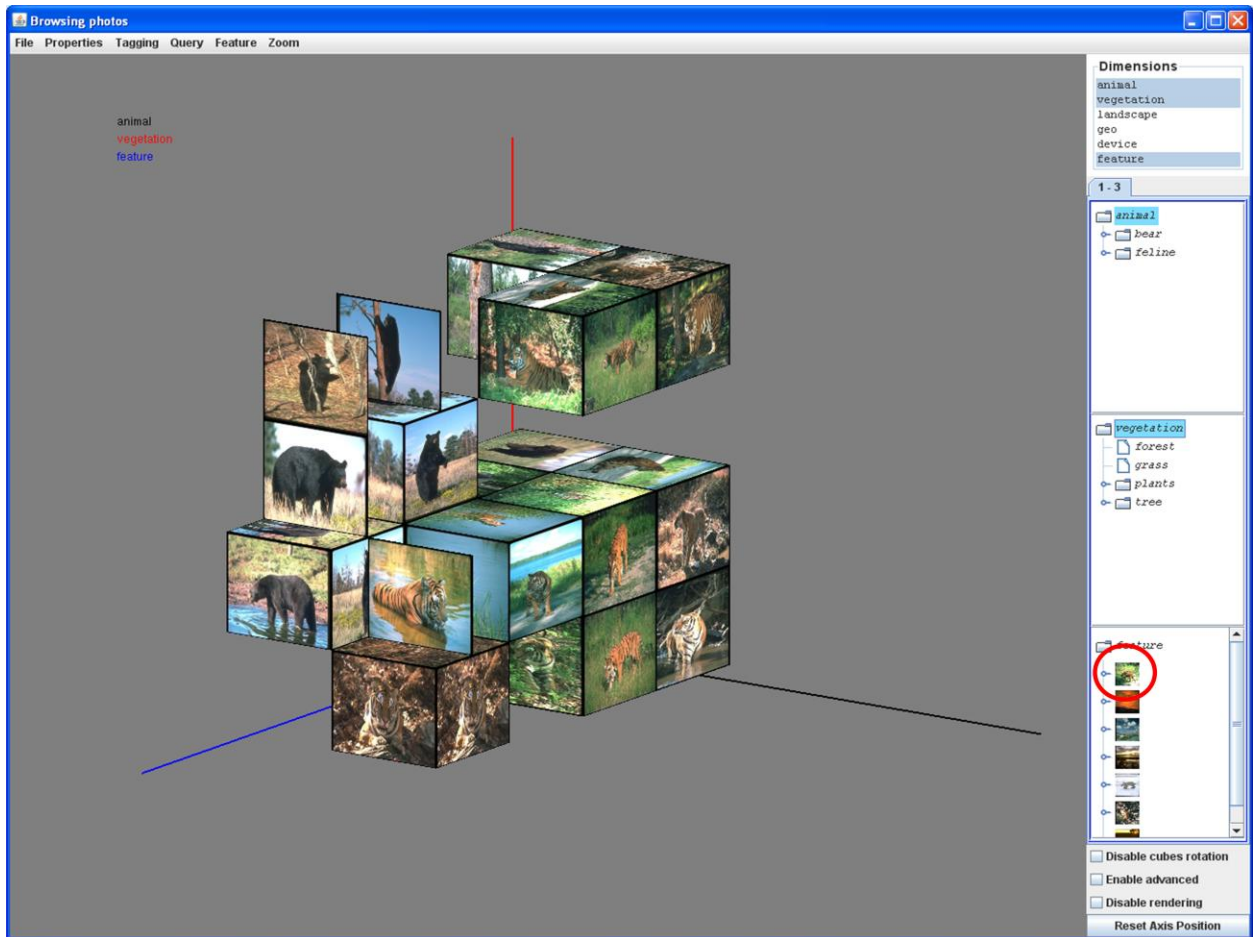 Browsing photos
File Properties Tagging Query Feature Zoom
animal
vegetation
feature
Dimensions
animal
vegetation
landscape
geo
device
feature
1 - 3
animal
bear
feline
vegetation
forest
grass
plants
tree
feature
Disable cubes rotation
Enable advanced
Disable rendering
Reset Axis Position